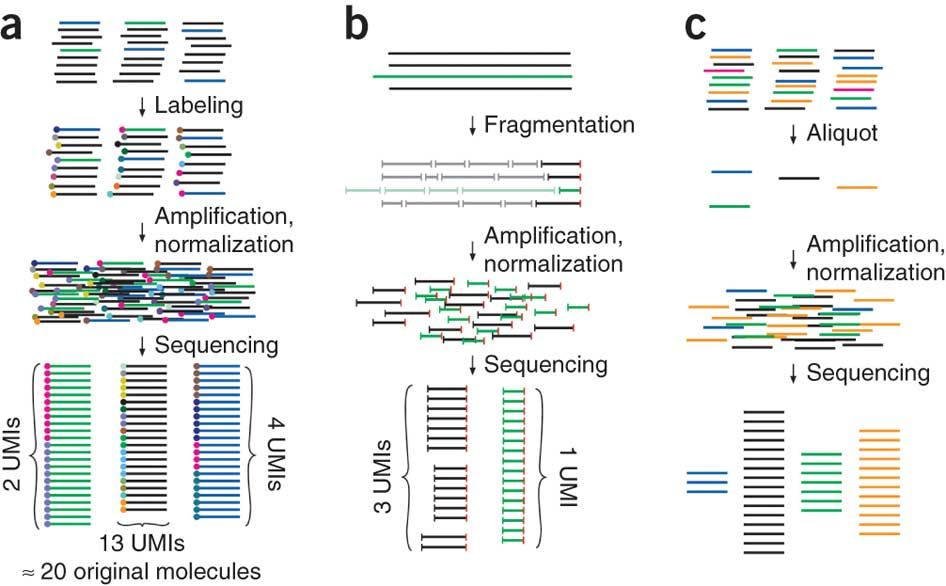 a
Labeling
Amplification,
normalization
Sequencing
2 UMIs
4 UMIs
13 UMIs
≈ 20 original molecules
b
Fragmentation
Amplification,
normalization
Sequencing
3 UMIs
1 UMI
c
Aliquot
Amplification,
normalization
Sequencing